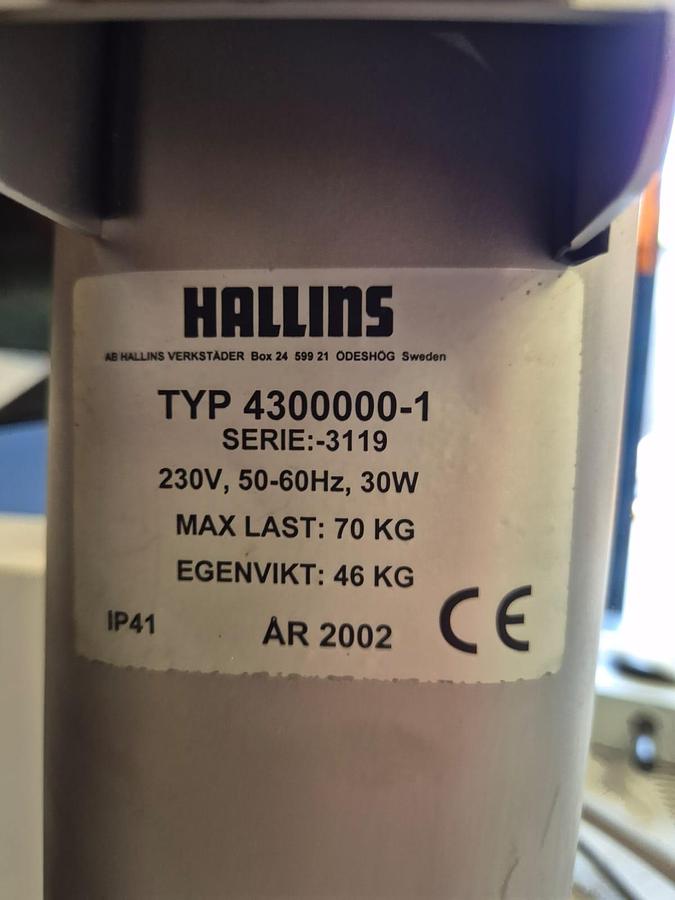 HALLINS
AB HALLINS VERKSTÄDER Box 24 599 21 ÖDESHÖG Sweden
TYP 4300000-1
SERIE:-3119
230V, 50-60Hz, 30W
MAX LAST: 70 KG
EGENVIKT: 46 KG
IP41 ÅR 2002 CE